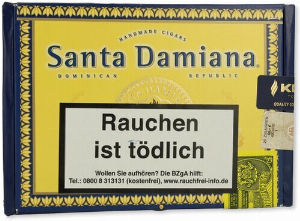 HANDMADE CIGARS
Santa Damiana
DOMINICAN REPUBLIC
Rauchen
ist tödlich
Wollen Sie aufhören? Die BZgA hilft:
Tel.: 0800 8 313131 (kostenfrei), www.rauchfrei-info.de